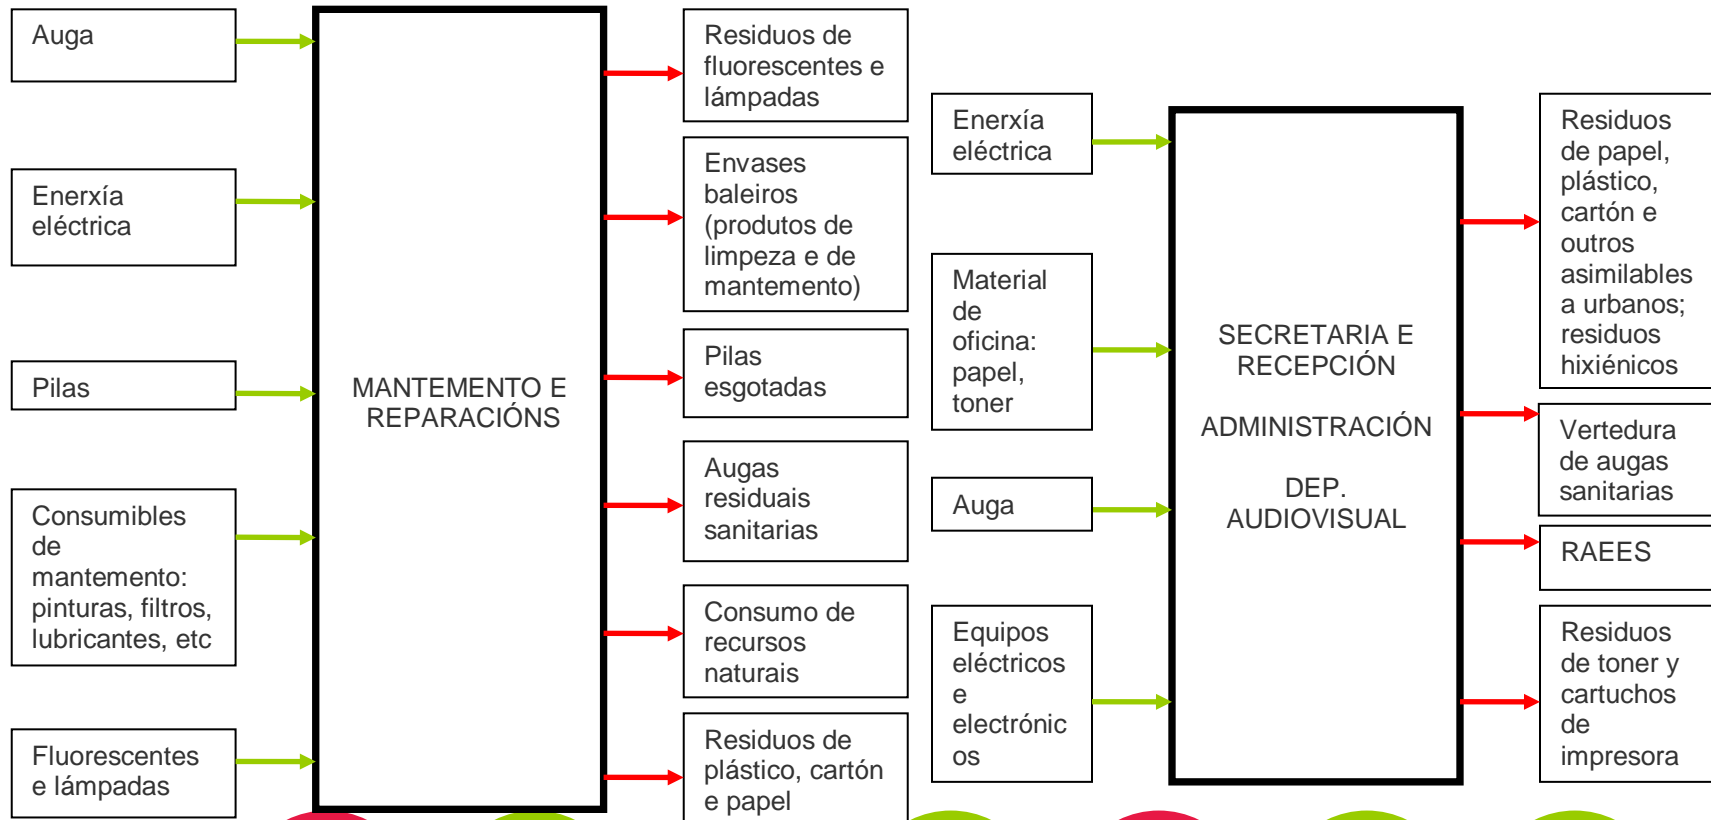 Auga
Enerxía
eléctrica
Pilas
Consumibles
de
mantemento:
pinturas, filtros,
lubricantes, etc
Fluorescentes
e lámpadas
MANTEMENTO E
REPARACIÓNS
Residuos de
fluorescentes e
lámpadas
Envases
baleiros
(produtos de
limpeza e de
mantemento)
Pilas
esgotadas
Augas
residuais
sanitarias
Consumo de
recursos
naturais
Residuos de
plástico, cartón
e papel
Enerxía
eléctrica
Material
de
oficina:
papel,
toner
Auga
Equipos
eléctricos
e
electrónic
os
SECRETARIA E
RECEPCIÓN
ADMINISTRACIÓN
DEP.
AUDIOVISUAL
Residuos
de papel,
plástico,
cartón e
outros
asimilables
a urbanos;
residuos
hixiénicos
Vertedura
de augas
sanitarias
RAEES
Residuos
de toner y
cartuchos
de
impresora